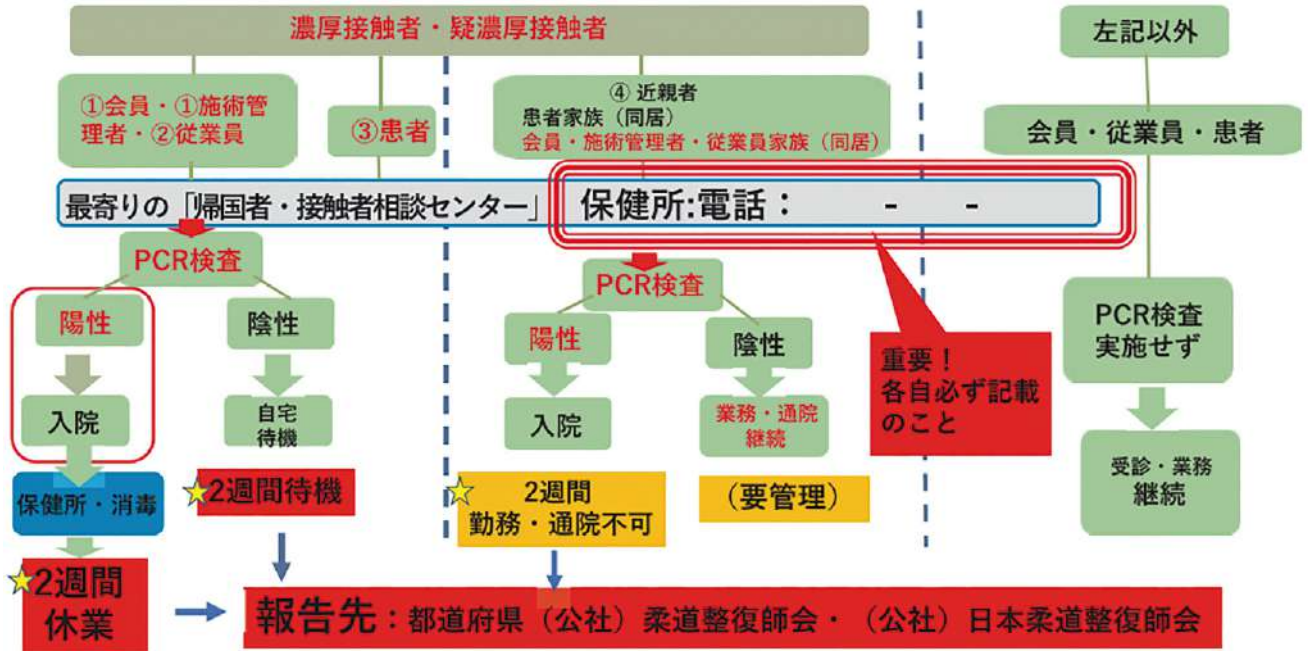 濃厚接触者・疑濃厚接触者
左記以外
①会員・①施術管
理者・②従業員
③患者
④ 近親者
患者家族（同居）
会員・施術管理者・従業員家族（同居）
会員・従業員・患者
最寄りの「帰国者・接触者相談センター」
保健所:電話： - -
PCR検査
陽性
陰性
入院
自宅
待機
保健所・消毒
2週間待機
2週間
休業
PCR検査
陽性
陰性
入院
業務・通院
継続
2週間
勤務・通院不可
（要管理）
重要！
各自必ず記載
のこと
PCR検査
実施せず
受診・業務
継続
報告先：都道府県（公社）柔道整復師会・（公社）日本柔道整復師会